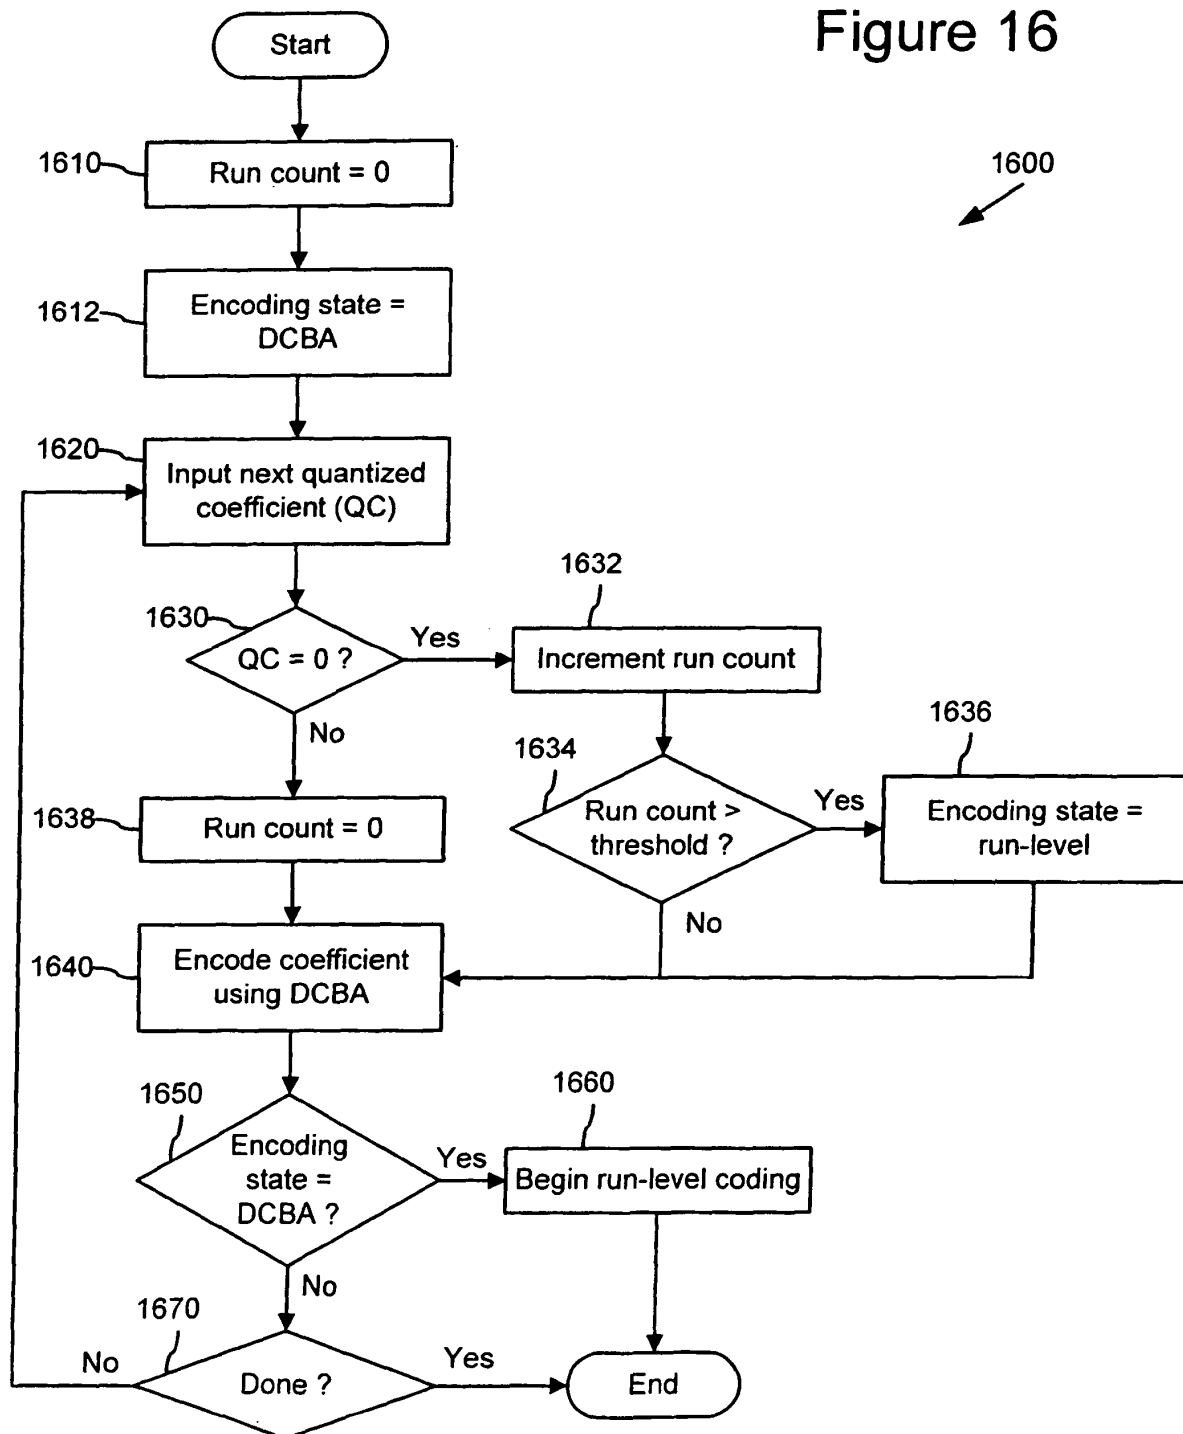 Figure 16
Start
1600
1610
Run count = 0
1612
Encoding state =
DCBA
1620
Input next quantized
coefficient (QC)
1630
QC = 0 ?
Yes
No
1632
Increment run count
1634
Run count >
threshold ?
Yes
No
1636
Encoding state =
run-level
1638
Run count = 0
1640
Encode coefficient
using DCBA
1650
Encoding
state =
DCBA ?
Yes
No
1660
Begin run-level coding
1670
Done ?
No
Yes
End